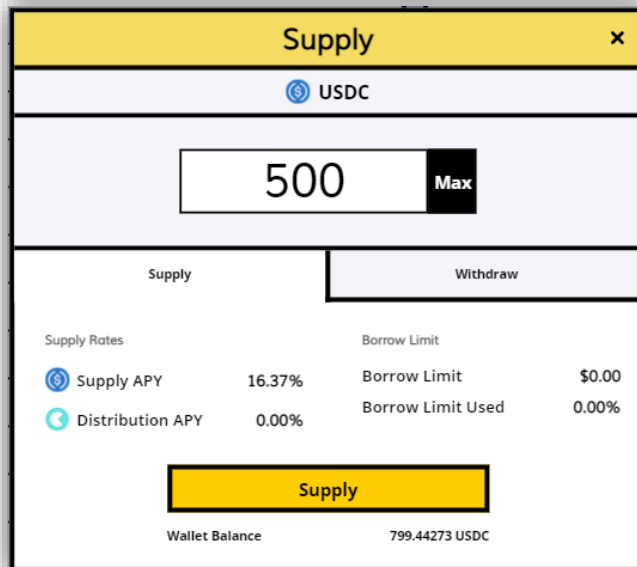 Supply ×
USDC
500 Max
Supply Withdraw
Supply Rates Borrow Limit
Supply APY 16.37% Borrow Limit $0.00
Distribution APY 0.00% Borrow Limit Used 0.00%
Supply
Wallet Balance 799.44273 USDC